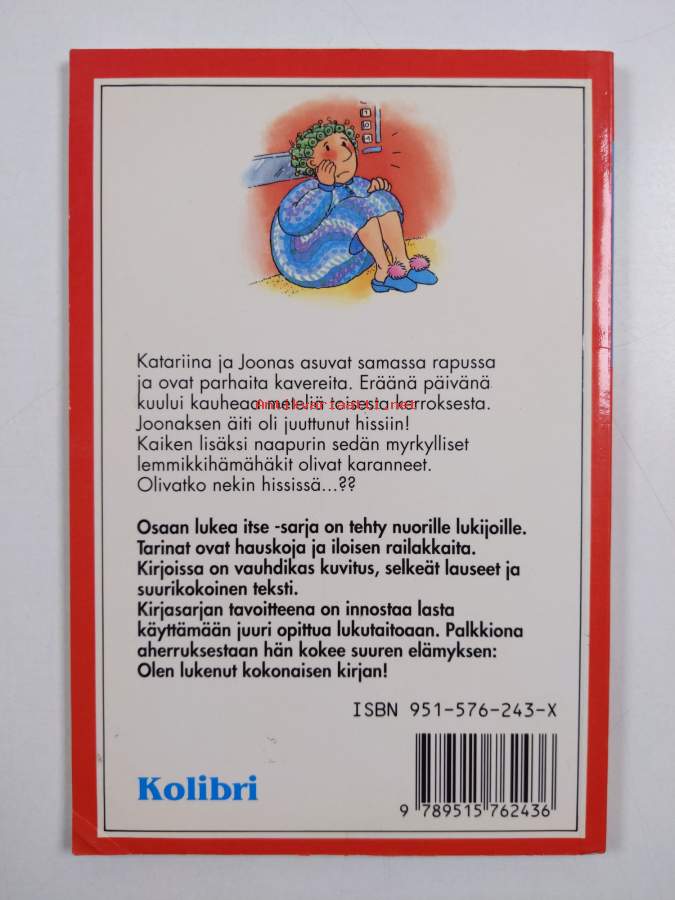 Katariina ja Joonas asuvat samassa rapussa
ja ovat parhaita kavereita. Eräänä päivänä
kuului kauheaa meteliä toisesta kerroksesta.
Antikvariaatti.net
Joonaksen äiti oli juuttunut hissiin!
Kaiken lisäksi naapurin sedän myrkylliset
lemmikkihämähäkit olivat karanneet.
Olivatko nekin hississä...??
Osaan lukea itse -sarja on tehty nuorille lukijoille.
Tarinat ovat hauskoja ja iloisen railakkaita.
Kirjoissa on vauhdikas kuvitus, selkeät lauseet ja
suurikokoinen teksti.
Kirjasarjan tavoitteena on innostaa lasta
käyttämään juuri opittua lukutaitoaan. Palkkiona
aherruksestaan hän kokee suuren elämyksen:
Olen lukenut kokonaisen kirjan!
ISBN 951-576-243-X
Kolibri
9 789515 762436